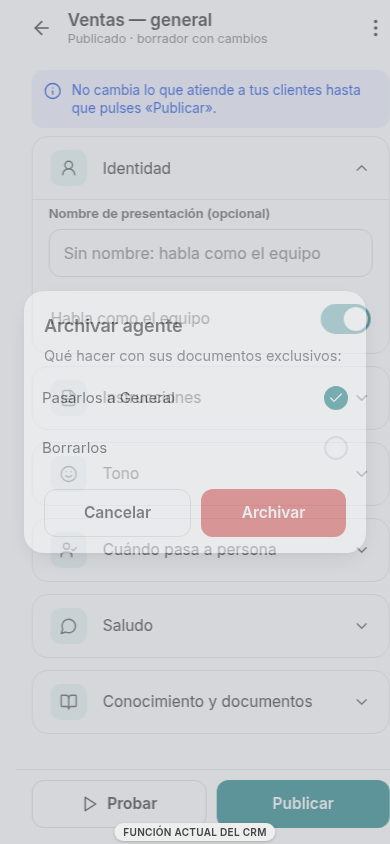 Ventas — general
Publicado · borrador con cambios
No cambia lo que atiende a tus clientes hasta
que pulses «Publicar».
Identidad
Nombre de presentación (opcional)
Sin nombre: habla como el equipo
Habla como el equipo
Archivar agente
Qué hacer con sus documentos exclusivos:
Instrucciones
Pasarlos a General
Borrarlos
Tono
Cancelar
Archivar
Cuándo pasa a persona
Saludo
Conocimiento y documentos
Probar
Publicar
FUNCIÓN ACTUAL DEL CRM